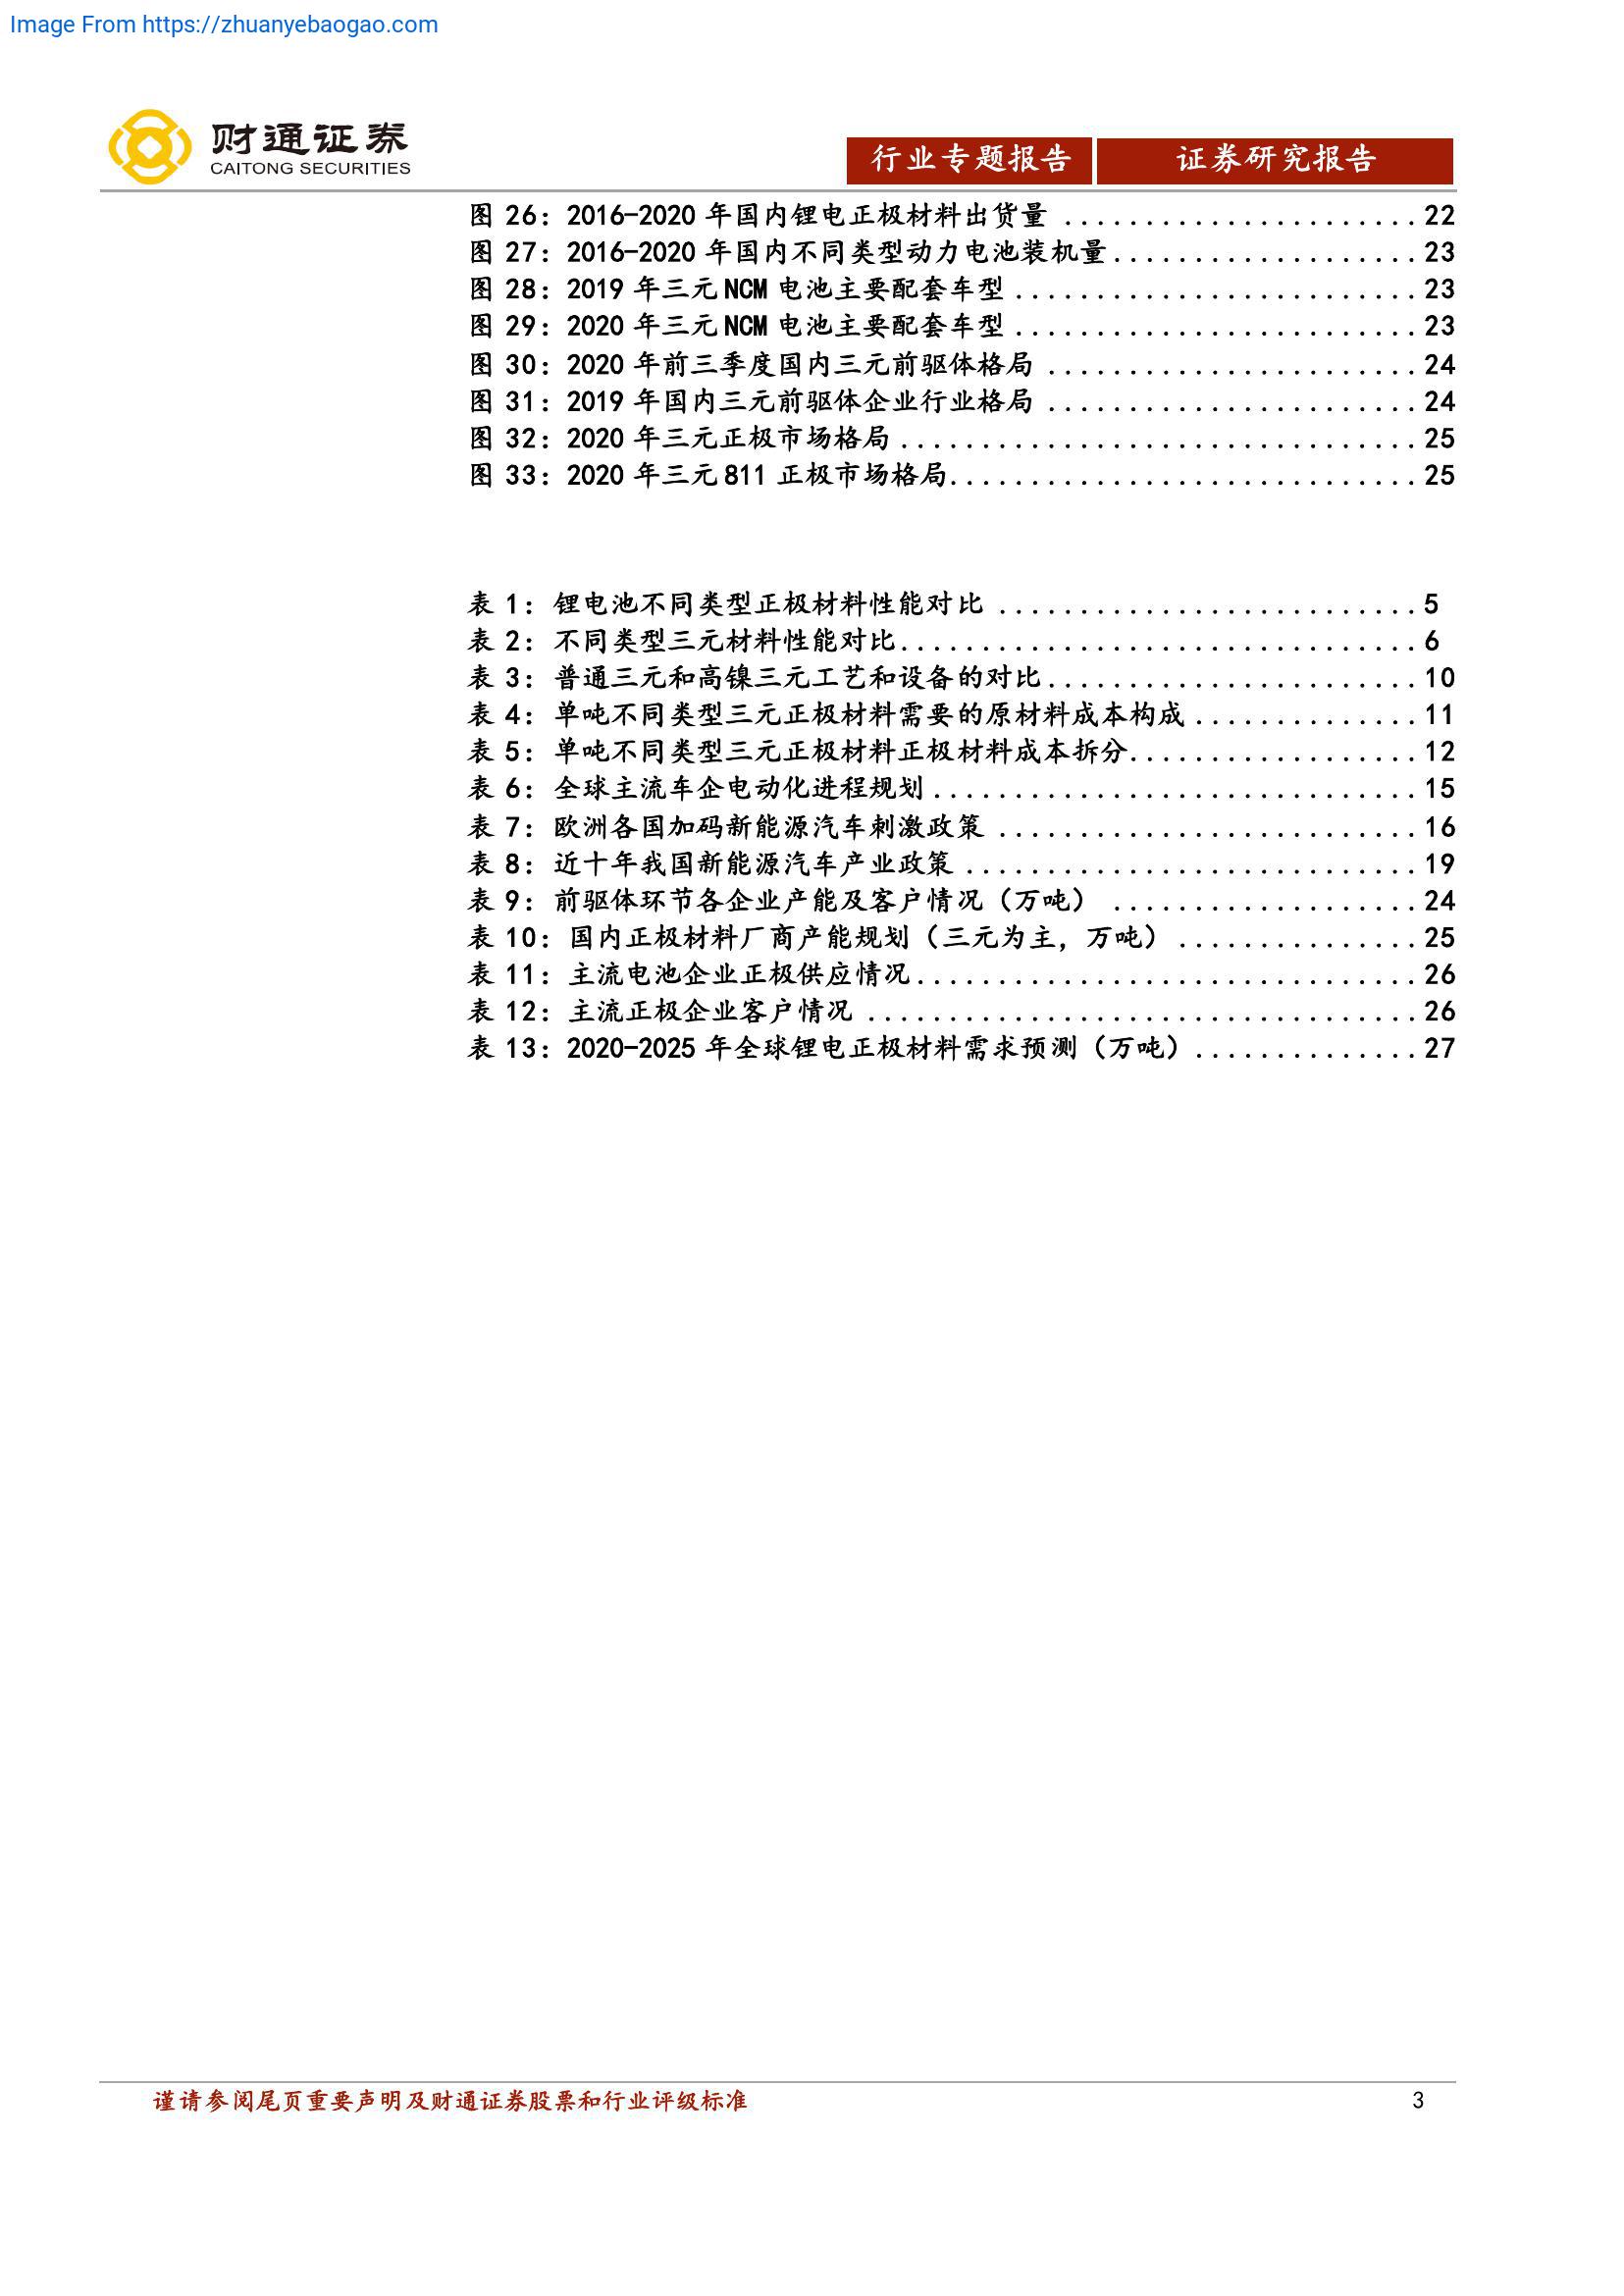 Image From https://zhuanyebaogao.com
财通证券
CAITONG SECURITIES
行业专题报告 证券研究报告
图 26：2016-2020 年国内锂电正极材料出货量 ...................... 22
图 27：2016-2020 年国内不同类型动力电池装机量................... 23
图 28：2019 年三元 NCM 电池主要配套车型 ......................... 23
图 29：2020 年三元 NCM 电池主要配套车型 ......................... 23
图 30：2020 年前三季度国内三元前驱体格局 ....................... 24
图 31：2019 年国内三元前驱体企业行业格局 ....................... 24
图 32：2020 年三元正极市场格局 ................................ 25
图 33：2020 年三元 811 正极市场格局............................. 25
表 1：锂电池不同类型正极材料性能对比 .......................... 5
表 2：不同类型三元材料性能对比................................ 6
表 3：普通三元和高镍三元工艺和设备的对比....................... 10
表 4：单吨不同类型三元正极材料需要的原材料成本构成 .............. 11
表 5：单吨不同类型三元正极材料正极材料成本拆分.................. 12
表 6：全球主流车企电动化进程规划 .............................. 15
表 7：欧洲各国加码新能源汽车刺激政策 .......................... 16
表 8：近十年我国新能源汽车产业政策 ............................ 19
表 9：前驱体环节各企业产能及客户情况（万吨） ................... 24
表 10：国内正极材料厂商产能规划（三元为主，万吨） ............... 25
表 11：主流电池企业正极供应情况............................... 26
表 12：主流正极企业客户情况 .................................. 26
表 13：2020-2025 年全球锂电正极材料需求预测（万吨）.............. 27
谨请参阅尾页重要声明及财通证券股票和行业评级标准 3